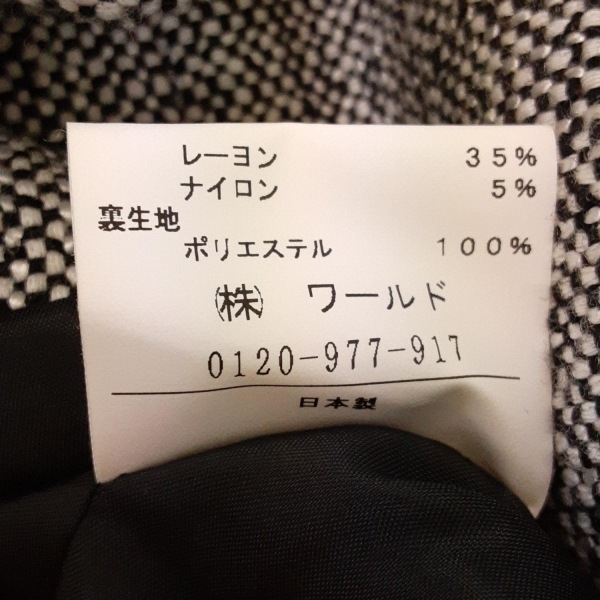 レーヨン 35%
ナイロン 5%
裏生地
ポリエステル 100%
㈱ ワールド
0120-977-917
日本製